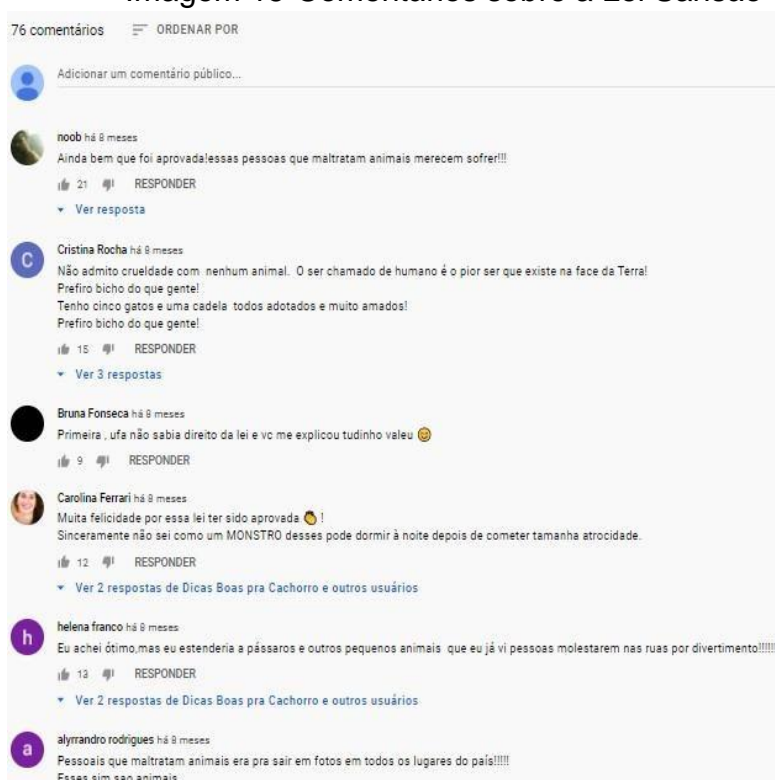 76 comentários ORDENAR POR
Adicionar um comentário público...
noob há 8 meses
Ainda bem que foi aprovada!essas pessoas que maltratam animais merecem sofrer!!!
21 RESPONDER
Ver resposta
C
Cristina Rocha há 8 meses
Não admito crueldade com nenhum animal. O ser chamado de humano é o pior ser que existe na face da Terra!
Prefiro bicho do que gente!
Tenho cinco gatos e uma cadela todos adotados e muito amados!
Prefiro bicho do que gente!
15 RESPONDER
Ver 3 respostas
Bruna Fonseca há 8 meses
Primeira , ufa não sabia direito da lei e vc me explicou tudinho valeu 😊
9 RESPONDER
Carolina Ferrari há 8 meses
Muita felicidade por essa lei ter sido aprovada 👏 !
Sinceramente não sei como um MONSTRO desses pode dormir à noite depois de cometer tamanha atrocidade.
12 RESPONDER
Ver 2 respostas de Dicas Boas pra Cachorro e outros usuários
h
helena franco há 8 meses
Eu achei ótimo,mas eu estenderia a pássaros e outros pequenos animais que eu já vi pessoas molestarem nas ruas por divertimento!!!!!!
13 RESPONDER
Ver 2 respostas de Dicas Boas pra Cachorro e outros usuários
a
alyrrandro rodrigues há 8 meses
Pessoais que maltratam animais era pra sair em fotos em todos os lugares do país!!!!!
Esses sim sao animais